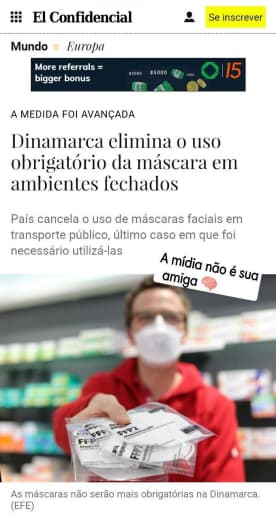 El Confidencial
Se inscrever
Mundo Europa
More referrals =
bigger bonus
$5000
15
A MEDIDA FOI AVANÇADA
Dinamarca elimina o uso
obrigatório da máscara em
ambientes fechados
País cancela o uso de máscaras faciais em
transporte público, último caso em que foi
necessário utilizá-las
A mídia não é sua
amiga 🧠
FFP2
As máscaras não serão mais obrigatórias na Dinamarca.
(EFE)